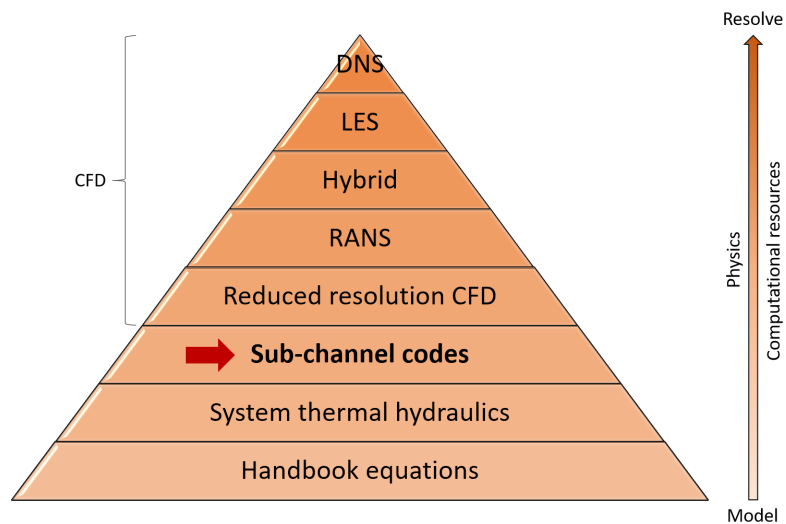 Resolve
DNS
LES
CFD
Hybrid
RANS
Reduced resolution CFD
Sub-channel codes
System thermal hydraulics
Handbook equations
Physics
Computational resources
Model